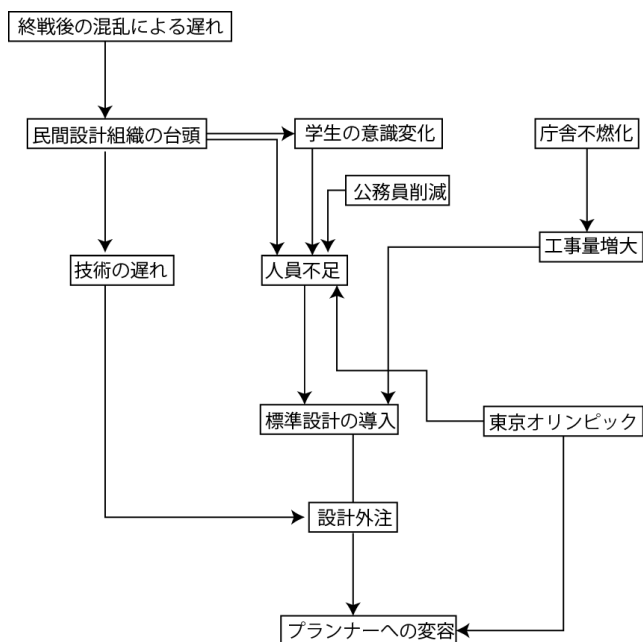 終戦後の混乱による遅れ
民間設計組織の台頭
学生の意識変化
庁舎不燃化
公務員削減
工事量増大
技術の遅れ
人員不足
標準設計の導入
東京オリンピック
設計外注
プランナーへの変容